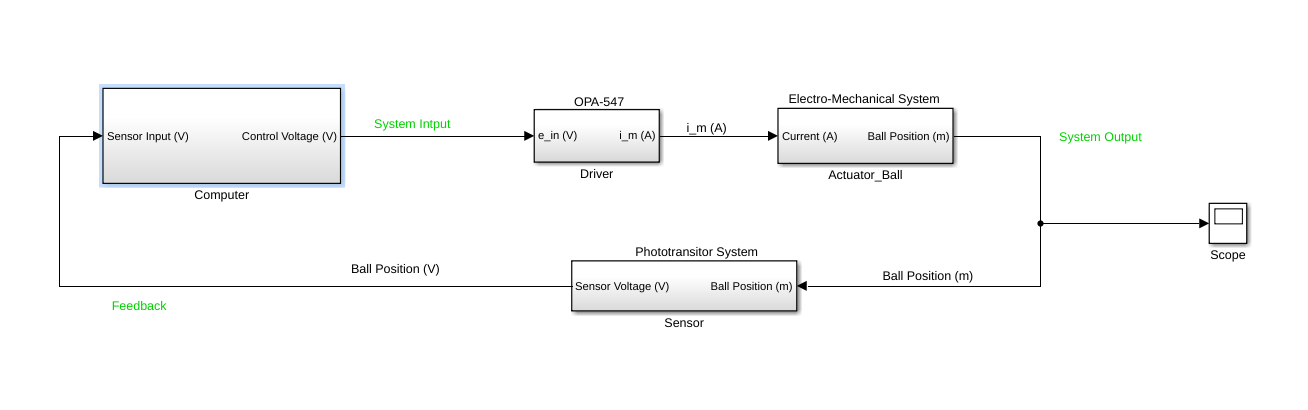 OPA-547
Electro-Mechanical System
System Intput
i_m (A)
System Output
Sensor Input (V)
Control Voltage (V)
e_in (V)
i_m (A)
Current (A)
Ball Position (m)
Driver
Actuator_Ball
Computer
Scope
Phototransitor System
Ball Position (V)
Ball Position (m)
Sensor Voltage (V)
Ball Position (m)
Feedback
Sensor